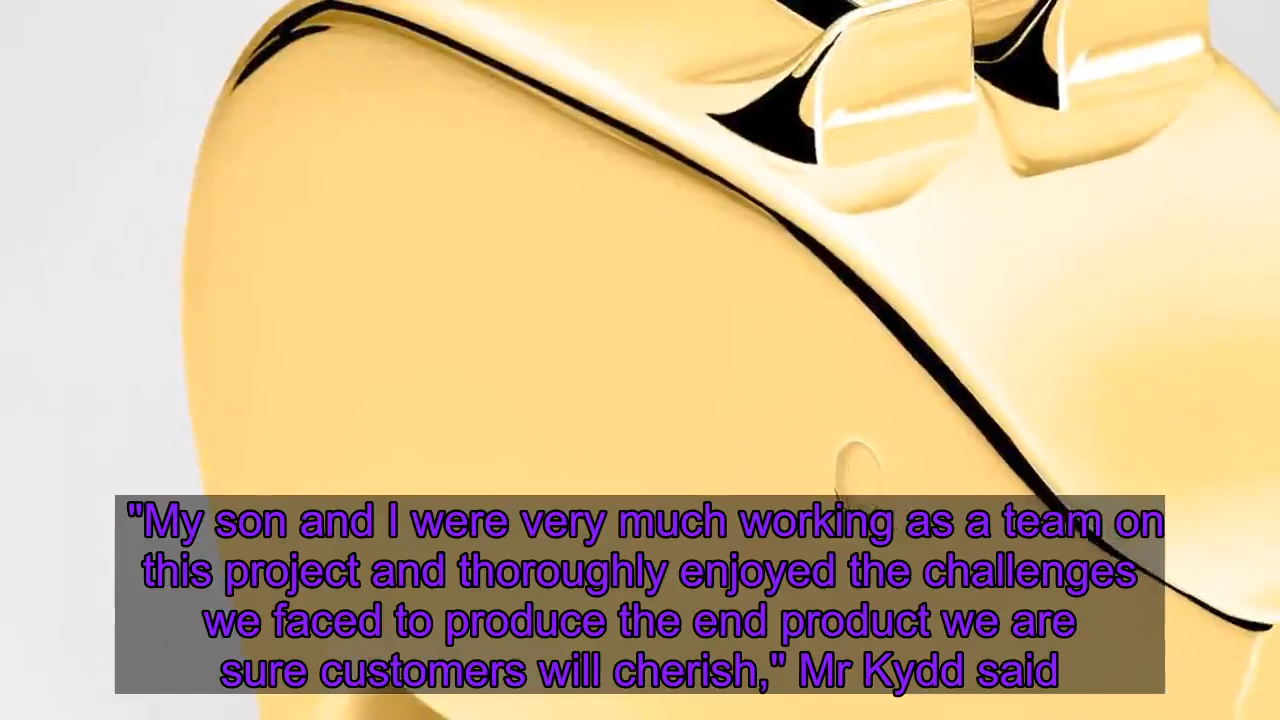 "My son and I were very much working as a team on
this project and thoroughly enjoyed the challenges
we faced to produce the end product we are
sure customers will cherish," Mr Kydd said